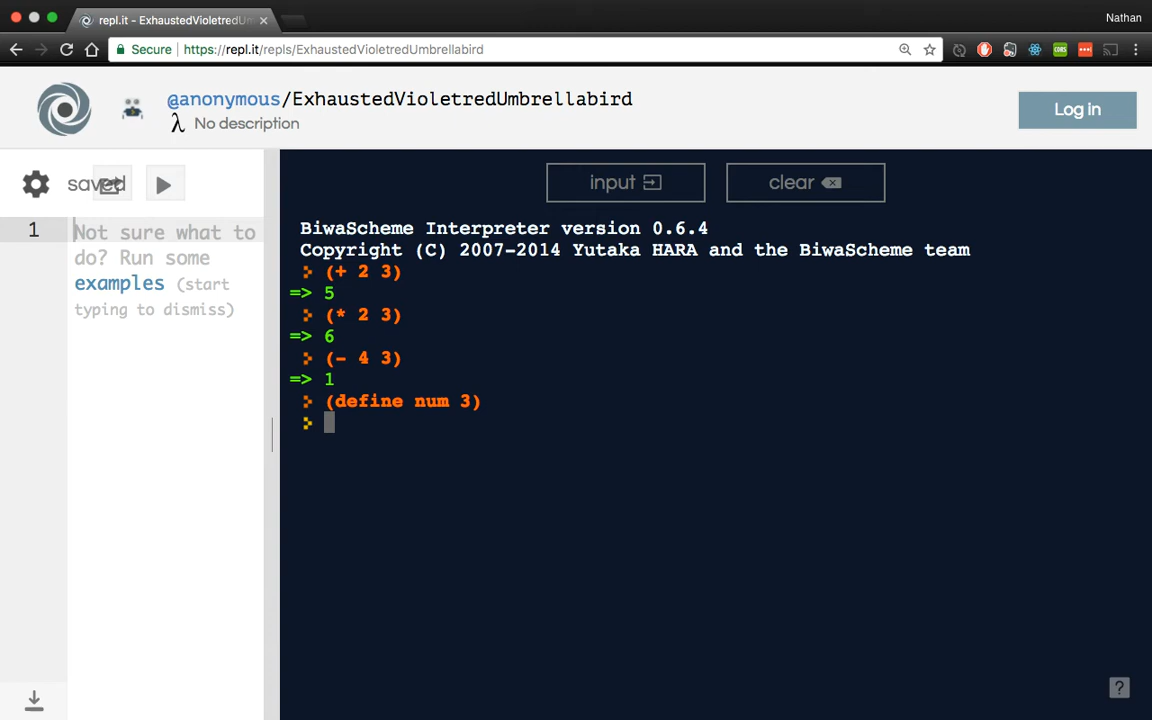 repl.it - ExhaustedVioletredUm
Nathan
Secure
https://repl.it/repls/ExhaustedVioletredUmbrellabird
@anonymous/ExhaustedVioletredUmbrellabird
λ No description
Log in
saved
input
clear
1
Not sure what to
do? Run some
examples (start
typing to dismiss)
BiwaScheme Interpreter version 0.6.4
Copyright (C) 2007-2014 Yutaka HARA and the BiwaScheme team
(+ 2 3)
=> 5
(* 2 3)
=> 6
(- 4 3)
=> 1
(define num 3)
?